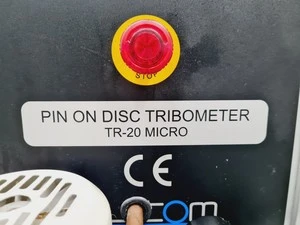 STOP
PIN ON DISC TRIBOMETER
TR-20 MICRO
CE